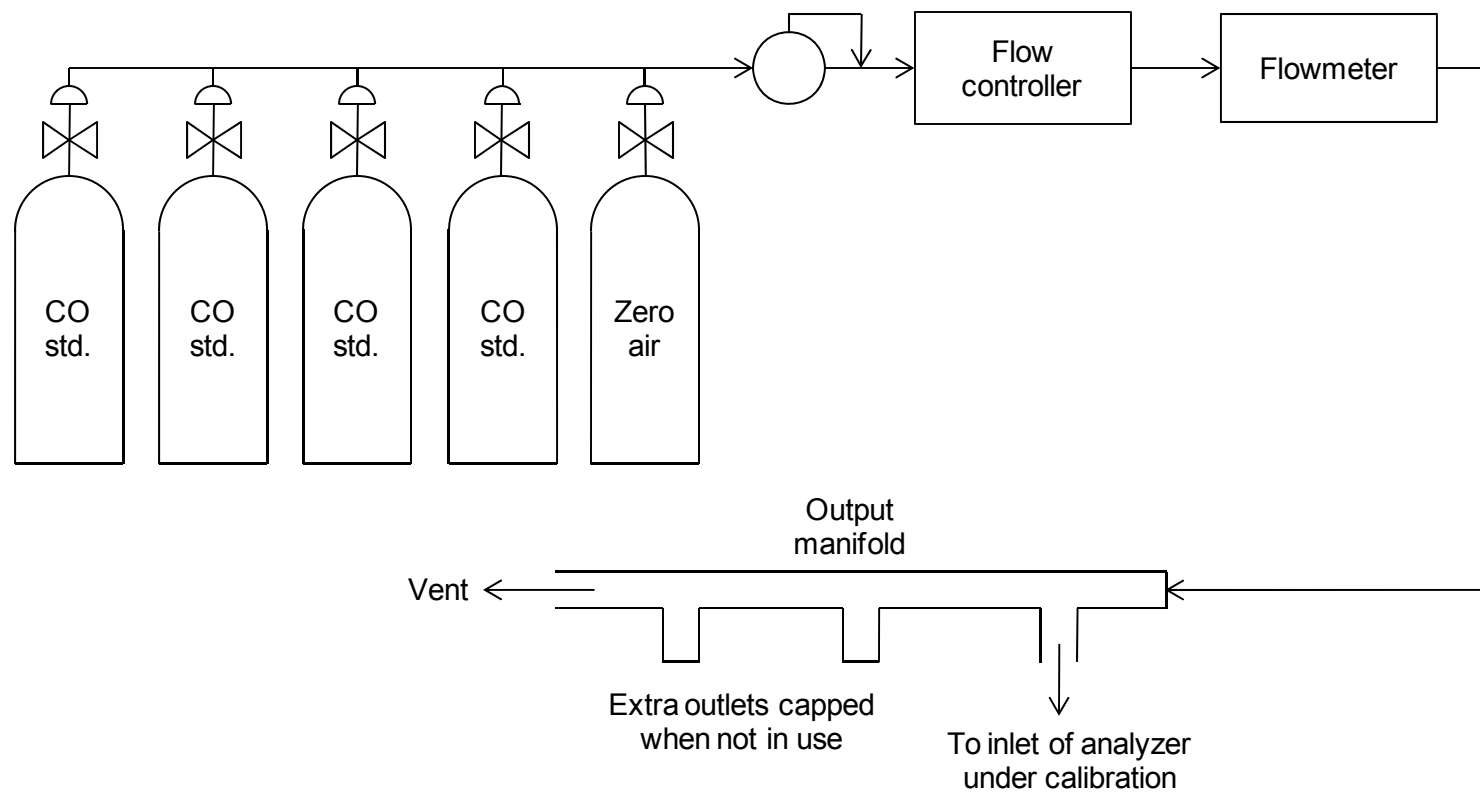 Flow
controller
Flowmeter
CO
std.
CO
std.
CO
std.
CO
std.
Zero
air
Output
manifold
Vent
Extra outlets capped
when not in use
To inlet of analyzer
under calibration